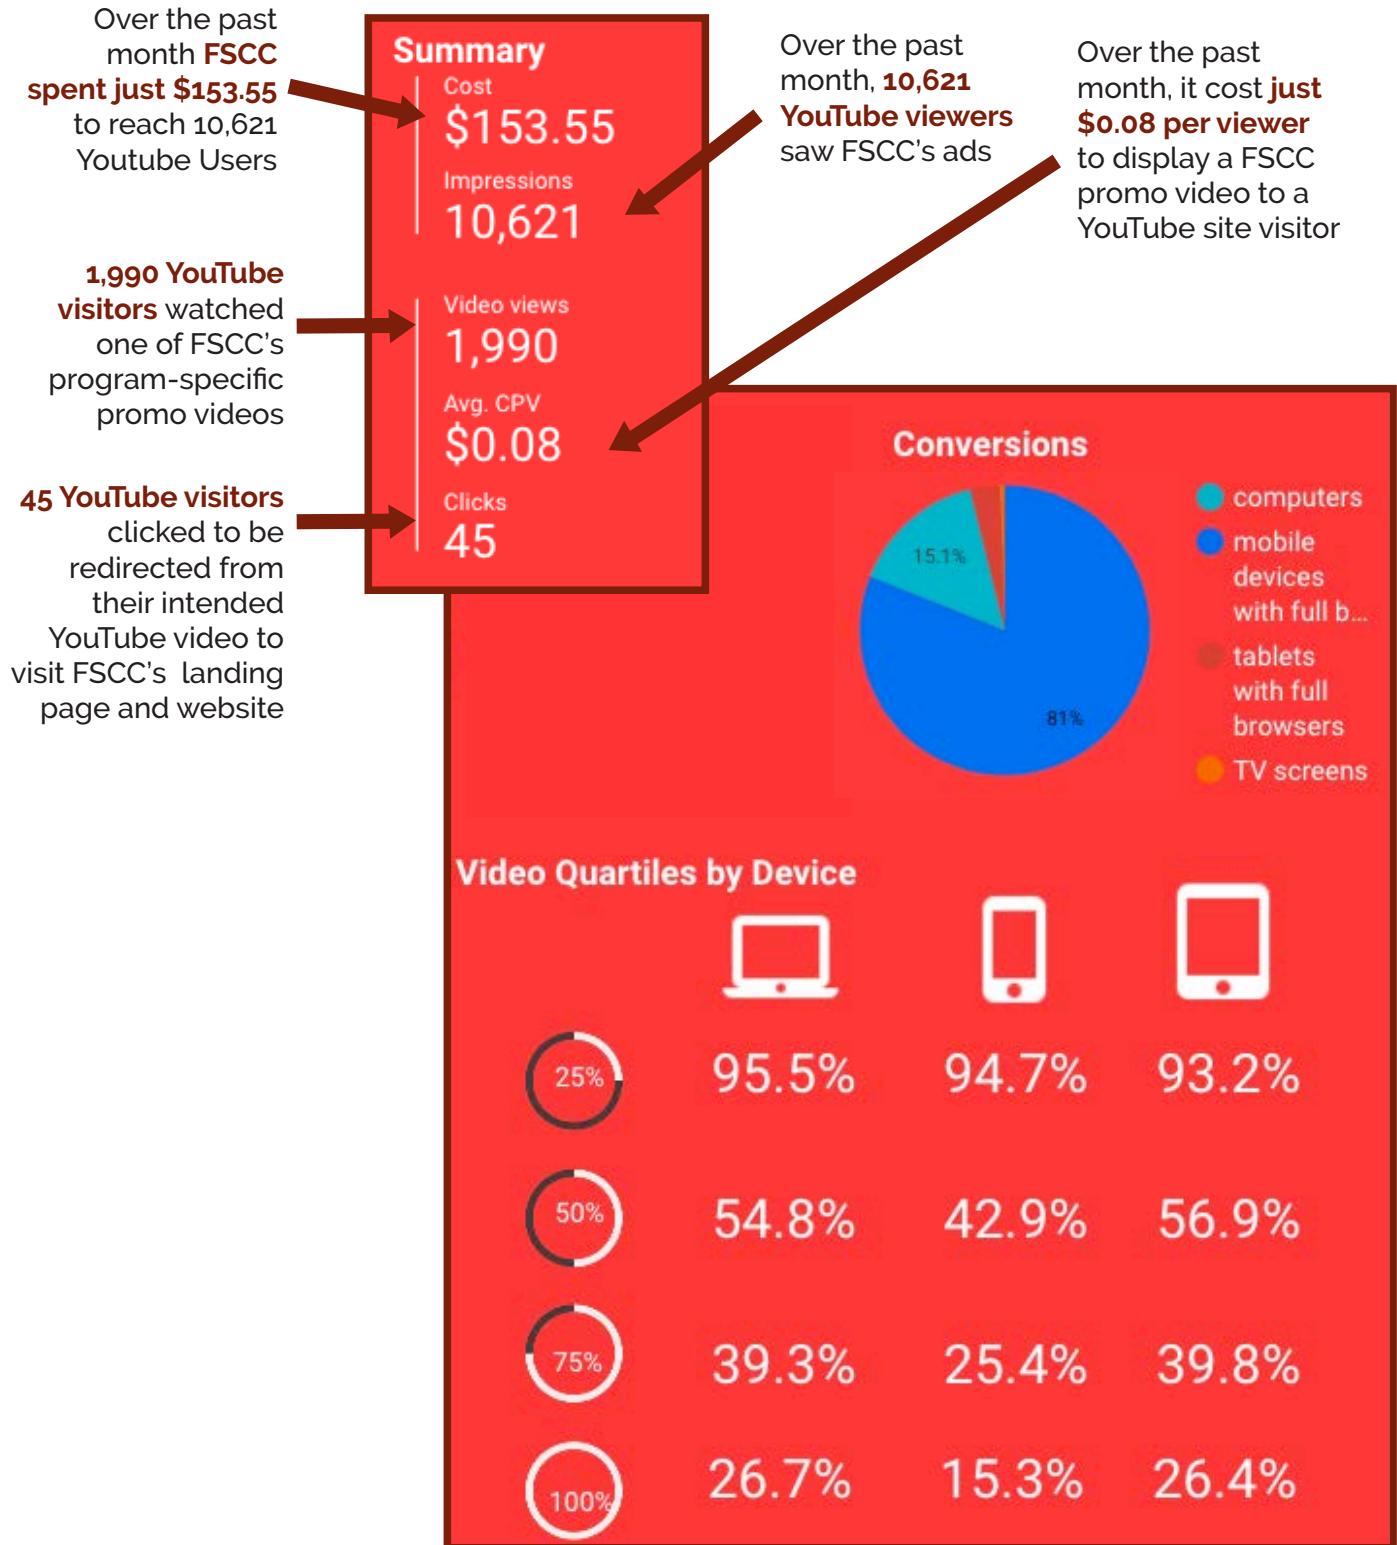 Over the past
month FSCC
spent just $153.55
to reach 10,621
Youtube Users
Summary
Cost
$153.55
Impressions
10,621
Video views
1,990
Avg. CPV
$0.08
Clicks
45
Over the past
month, 10,621
YouTube viewers
saw FSCC's ads
Over the past
month, it cost just
$0.08 per viewer
to display a FSCC
promo video to a
YouTube site visitor
1,990 YouTube
visitors watched
one of FSCC's
program-specific
promo videos
45 YouTube visitors
clicked to be
redirected from
their intended
YouTube video to
visit FSCC's landing
page and website
Conversions
15.1%
81%
computers
mobile
devices
with full b...
tablets
with full
browsers
TV screens
Video Quartiles by Device
25% 95.5% 94.7% 93.2%
50% 54.8% 42.9% 56.9%
75% 39.3% 25.4% 39.8%
100% 26.7% 15.3% 26.4%